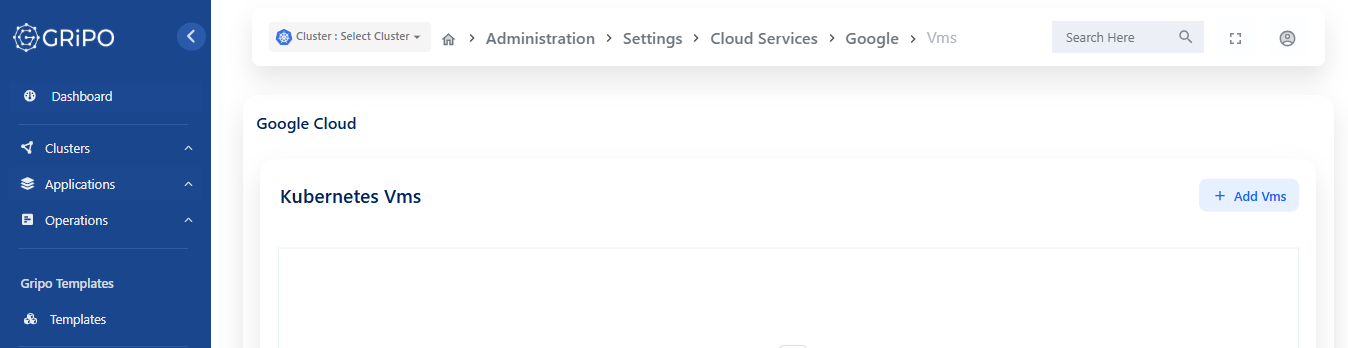 GRiPO
Cluster : Select Cluster
Administration
Settings
Cloud Services
Google
Vms
Search Here
Dashboard
Clusters
Applications
Operations
Gripo Templates
Templates
Google Cloud
Kubernetes Vms
+ Add Vms